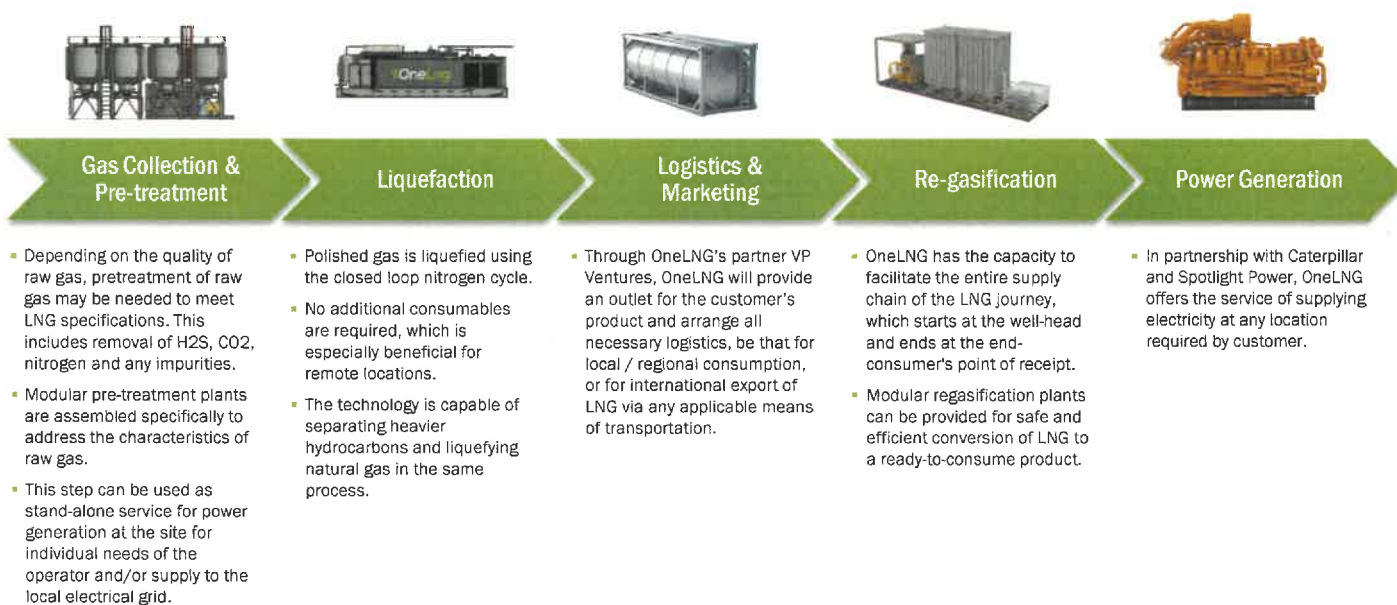 OneLng
Gas Collection &
Pre-treatment
Liquefaction
Logistics &
Marketing
Re-gasification
Power Generation
▪ Depending on the quality of
raw gas, pretreatment of raw
gas may be needed to meet
LNG specifications. This
includes removal of H2S, CO2,
nitrogen and any impurities.
▪ Modular pre-treatment plants
are assembled specifically to
address the characteristics of
raw gas.
▪ This step can be used as
stand-alone service for power
generation at the site for
individual needs of the
operator and/or supply to the
local electrical grid.
▪ Polished gas is liquefied using
the closed loop nitrogen cycle.
▪ No additional consumables
are required, which is
especially beneficial for
remote locations.
▪ The technology is capable of
separating heavier
hydrocarbons and liquefying
natural gas in the same
process.
▪ Through OneLNG's partner VP
Ventures, OneLNG will provide
an outlet for the customer's
product and arrange all
necessary logistics, be that for
local / regional consumption,
or for international export of
LNG via any applicable means
of transportation.
▪ OneLNG has the capacity to
facilitate the entire supply
chain of the LNG journey,
which starts at the well-head
and ends at the end-
consumer's point of receipt.
▪ Modular regasification plants
can be provided for safe and
efficient conversion of LNG to
a ready-to-consume product.
▪ In partnership with Caterpillar
and Spotlight Power, OneLNG
offers the service of supplying
electricity at any location
required by customer.